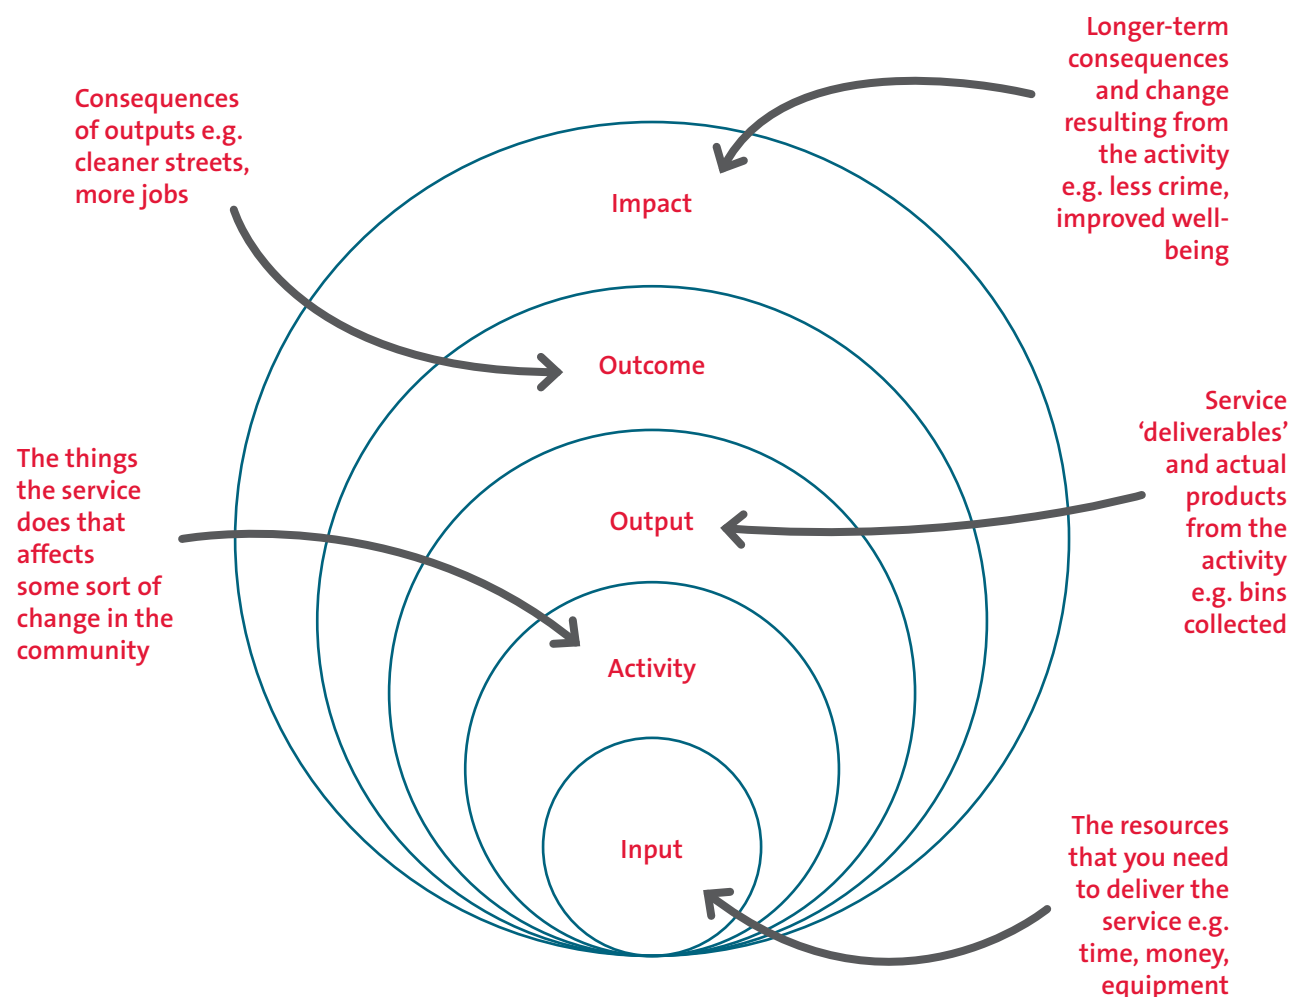 Longer-term
consequences
and change
resulting from
the activity
e.g. less crime,
improved well-
being
Consequences
of outputs e.g.
cleaner streets,
more jobs
Impact
Outcome
Service
‘deliverables’
and actual
products
from the
activity
e.g. bins
collected
The things
the service
does that
affects
some sort of
change in the
community
Output
Activity
Input
The resources
that you need
to deliver the
service e.g.
time, money,
equipment